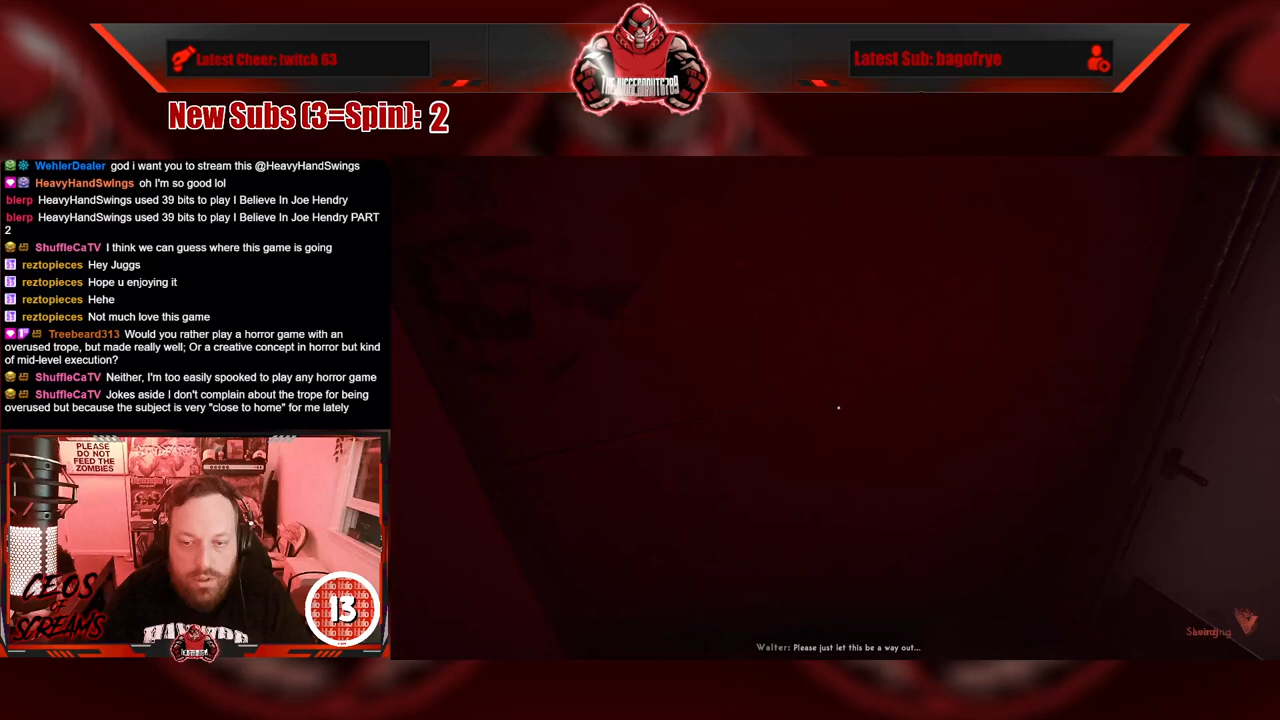 Latest Cheer: twitch 63
THEJUGGERNAUT6789
Latest Sub: bagofrye
New Subs (3=Spin): 2
WehlerDealer god i want you to stream this @HeavyHandSwings
HeavyHandSwings oh I'm so good lol
blerp HeavyHandSwings used 39 bits to play I Believe In Joe Hendry
blerp HeavyHandSwings used 39 bits to play I Believe In Joe Hendry PART
2
ShuffleCaTV I think we can guess where this game is going
reztopieces Hey Juggs
reztopieces Hope u enjoying it
reztopieces Hehe
reztopieces Not much love this game
Treebeard313 Would you rather play a horror game with an
overused trope, but made really well; Or a creative concept in horror but kind
of mid-level execution?
ShuffleCaTV Neither, I'm too easily spooked to play any horror game
ShuffleCaTV Jokes aside I don't complain about the trope for being
overused but because the subject is very "close to home" for me lately
PLEASE
DO NOT
FEED THE
ZOMBIES
CEOS
OF
SCREAMS
13
Walter: Please just let this be a way out...